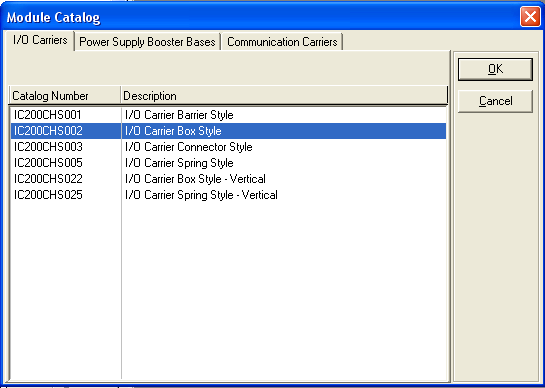 Module Catalog
I/O Carriers Power Supply Booster Bases Communication Carriers
OK
Cancel
Catalog Number Description
IC200CHS001 I/O Carrier Barrier Style
IC200CHS002 I/O Carrier Box Style
IC200CHS003 I/O Carrier Connector Style
IC200CHS005 I/O Carrier Spring Style
IC200CHS022 I/O Carrier Box Style - Vertical
IC200CHS025 I/O Carrier Spring Style - Vertical